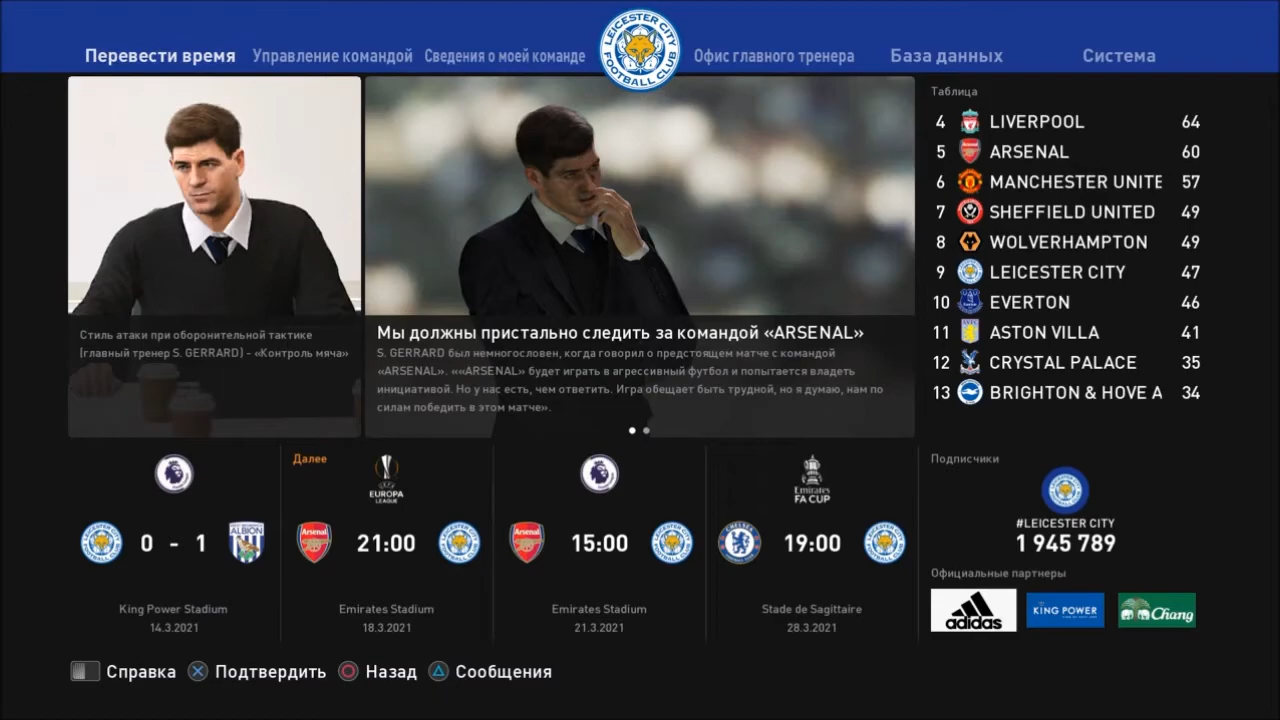 Перевести время
Управление командой
Сведения о моей команде
LEICESTER CITY
FOOTBALL CLUB
Офис главного тренера
База данных
Система
Стиль атаки при оборонительной тактике
[главный тренер S. GERRARD] - «Контроль мяча»
Мы должны пристально следить за командой «ARSENAL»
S. GERRARD был немногословен, когда говорил о предстоящем матче с командой
«ARSENAL». ««ARSENAL» будет играть в агрессивный футбол и попытается владеть
инициативой. Но у нас есть, чем ответить. Игра обещает быть трудной, но я думаю, нам по
силам победить в этом матче».
Таблица
4 LIVERPOOL 64
5 ARSENAL 60
6 MANCHESTER UNITE 57
7 SHEFFIELD UNITED 49
8 WOLVERHAMPTON 49
9 LEICESTER CITY 47
10 EVERTON 46
11 ASTON VILLA 41
12 CRYSTAL PALACE 35
13 BRIGHTON & HOVE A 34
0 - 1
ALBION
King Power Stadium
14.3.2021
Далее
EUROPA
LEAGUE
Arsenal
21:00
Emirates Stadium
18.3.2021
Arsenal
15:00
Emirates Stadium
21.3.2021
Emirates
FA CUP
19:00
Stade de Sagittaire
28.3.2021
Подписчики
#LEICESTER CITY
1 945 789
Официальные партнеры
adidas
KING POWER
Chang
Справка
Подтвердить
Назад
Сообщения